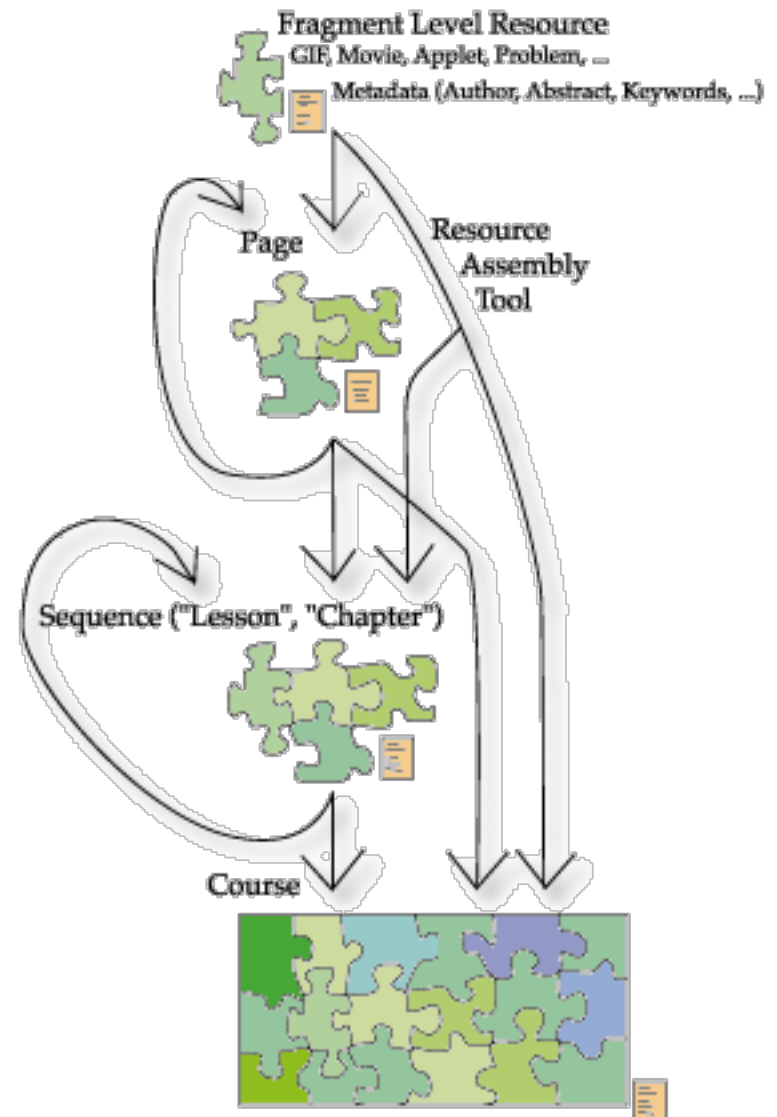 Fragment Level Resource
GIF, Movie, Applet, Problem, ...
Metadata (Author, Abstract, Keywords, ...)
Page
Resource
Assembly
Tool
Sequence ("Lesson", "Chapter")
Course